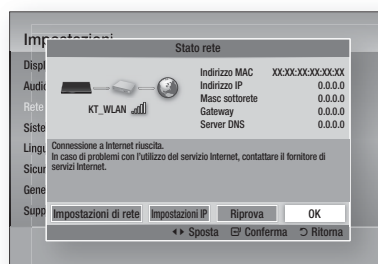 Impostazioni
Stato rete
Displ
Audio
Rete
Siste
Lingu
Sicur
Gene
Supp
KT_WLAN
Indirizzo MAC XX:XX:XX:XX:XX:XX
Indirizzo IP 0.0.0.0
Masc sottorete 0.0.0.0
Gateway 0.0.0.0
Server DNS 0.0.0.0
Connessione a Internet riuscita.
In caso di problemi con l'utilizzo del servizio Internet, contattare il fornitore di
servizi Internet.
Impostazioni di rete Impostazioni IP Riprova OK
Sposta Conferma Ritorna